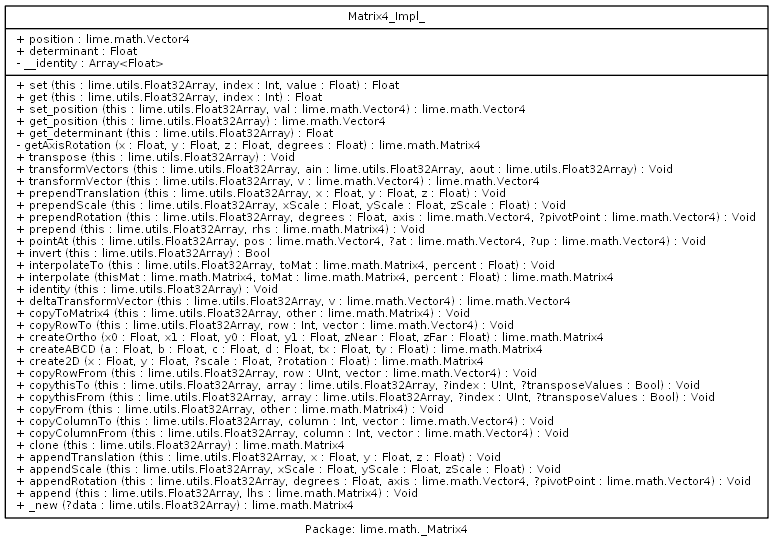 Matrix4_Impl_
+ position : lime.math.Vector4
+ determinant : Float
- __identity : Array<Float>
+ set (this : lime.utils.Float32Array, index : Int, value : Float) : Float
+ get (this : lime.utils.Float32Array, index : Int) : Float
+ set_position (this : lime.utils.Float32Array, val : lime.math.Vector4) : lime.math.Vector4
+ get_position (this : lime.utils.Float32Array) : lime.math.Vector4
+ get_determinant (this : lime.utils.Float32Array) : Float
- getAxisRotation (x : Float, y : Float, z : Float, degrees : Float) : lime.math.Matrix4
+ transpose (this : lime.utils.Float32Array) : Void
+ transformVectors (this : lime.utils.Float32Array, ain : lime.utils.Float32Array, aout : lime.utils.Float32Array) : Void
+ transformVector (this : lime.utils.Float32Array, v : lime.math.Vector4) : lime.math.Vector4
+ prependTranslation (this : lime.utils.Float32Array, x : Float, y : Float, z : Float) : Void
+ prependScale (this : lime.utils.Float32Array, xScale : Float, yScale : Float, zScale : Float) : Void
+ prependRotation (this : lime.utils.Float32Array, degrees : Float, axis : lime.math.Vector4, ?pivotPoint : lime.math.Vector4) : Void
+ prepend (this : lime.utils.Float32Array, rhs : lime.math.Matrix4) : Void
+ pointAt (this : lime.utils.Float32Array, pos : lime.math.Vector4, ?at : lime.math.Vector4, ?up : lime.math.Vector4) : Void
+ invert (this : lime.utils.Float32Array) : Bool
+ interpolateTo (this : lime.utils.Float32Array, toMat : lime.math.Matrix4, percent : Float) : Void
+ interpolate (thisMat : lime.math.Matrix4, toMat : lime.math.Matrix4, percent : Float) : lime.math.Matrix4
+ identity (this : lime.utils.Float32Array) : Void
+ deltaTransformVector (this : lime.utils.Float32Array, v : lime.math.Vector4) : lime.math.Vector4
+ copyToMatrix4 (this : lime.utils.Float32Array, other : lime.math.Matrix4) : Void
+ copyRowTo (this : lime.utils.Float32Array, row : Int, vector : lime.math.Vector4) : Void
+ createOrtho (x0 : Float, x1 : Float, y0 : Float, y1 : Float, zNear : Float, zFar : Float) : lime.math.Matrix4
+ createABCD (a : Float, b : Float, c : Float, d : Float, tx : Float, ty : Float) : lime.math.Matrix4
+ create2D (x : Float, y : Float, ?scale : Float, ?rotation : Float) : lime.math.Matrix4
+ copyRowFrom (this : lime.utils.Float32Array, row : UInt, vector : lime.math.Vector4) : Void
+ copythisTo (this : lime.utils.Float32Array, array : lime.utils.Float32Array, ?index : UInt, ?transposeValues : Bool) : Void
+ copythisFrom (this : lime.utils.Float32Array, array : lime.utils.Float32Array, ?index : UInt, ?transposeValues : Bool) : Void
+ copyFrom (this : lime.utils.Float32Array, other : lime.math.Matrix4) : Void
+ copyColumnTo (this : lime.utils.Float32Array, column : Int, vector : lime.math.Vector4) : Void
+ copyColumnFrom (this : lime.utils.Float32Array, column : Int, vector : lime.math.Vector4) : Void
+ clone (this : lime.utils.Float32Array) : lime.math.Matrix4
+ appendTranslation (this : lime.utils.Float32Array, x : Float, y : Float, z : Float) : Void
+ appendScale (this : lime.utils.Float32Array, xScale : Float, yScale : Float, zScale : Float) : Void
+ appendRotation (this : lime.utils.Float32Array, degrees : Float, axis : lime.math.Vector4, ?pivotPoint : lime.math.Vector4) : Void
+ append (this : lime.utils.Float32Array, lhs : lime.math.Matrix4) : Void
+ _new (?data : lime.utils.Float32Array) : lime.math.Matrix4
Package: lime.math._Matrix4